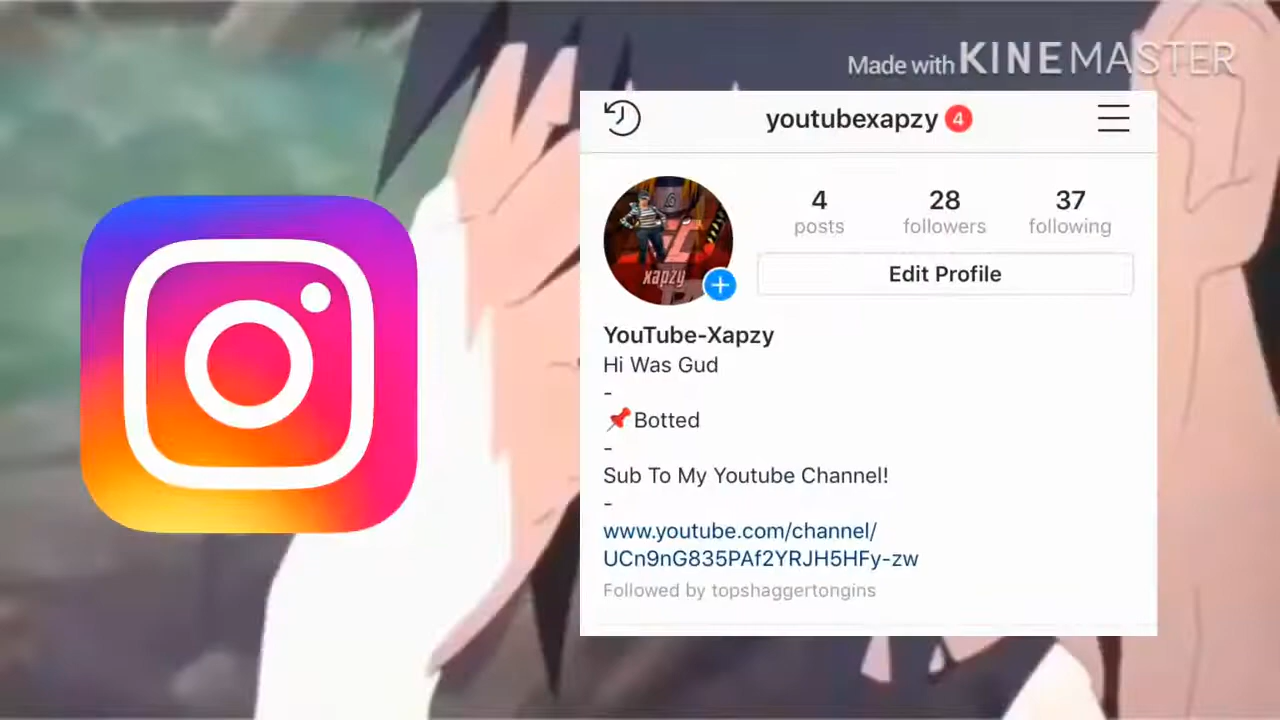 Made with KINEMASTER
youtubexapzy 4
4 28 37
posts followers following
Edit Profile
xapzy
YouTube-Xapzy
Hi Was Gud
-
📌Botted
-
Sub To My Youtube Channel!
-
www.youtube.com/channel/
UCn9nG835PAf2YRJH5HFy-zw
Followed by topshaggertongins